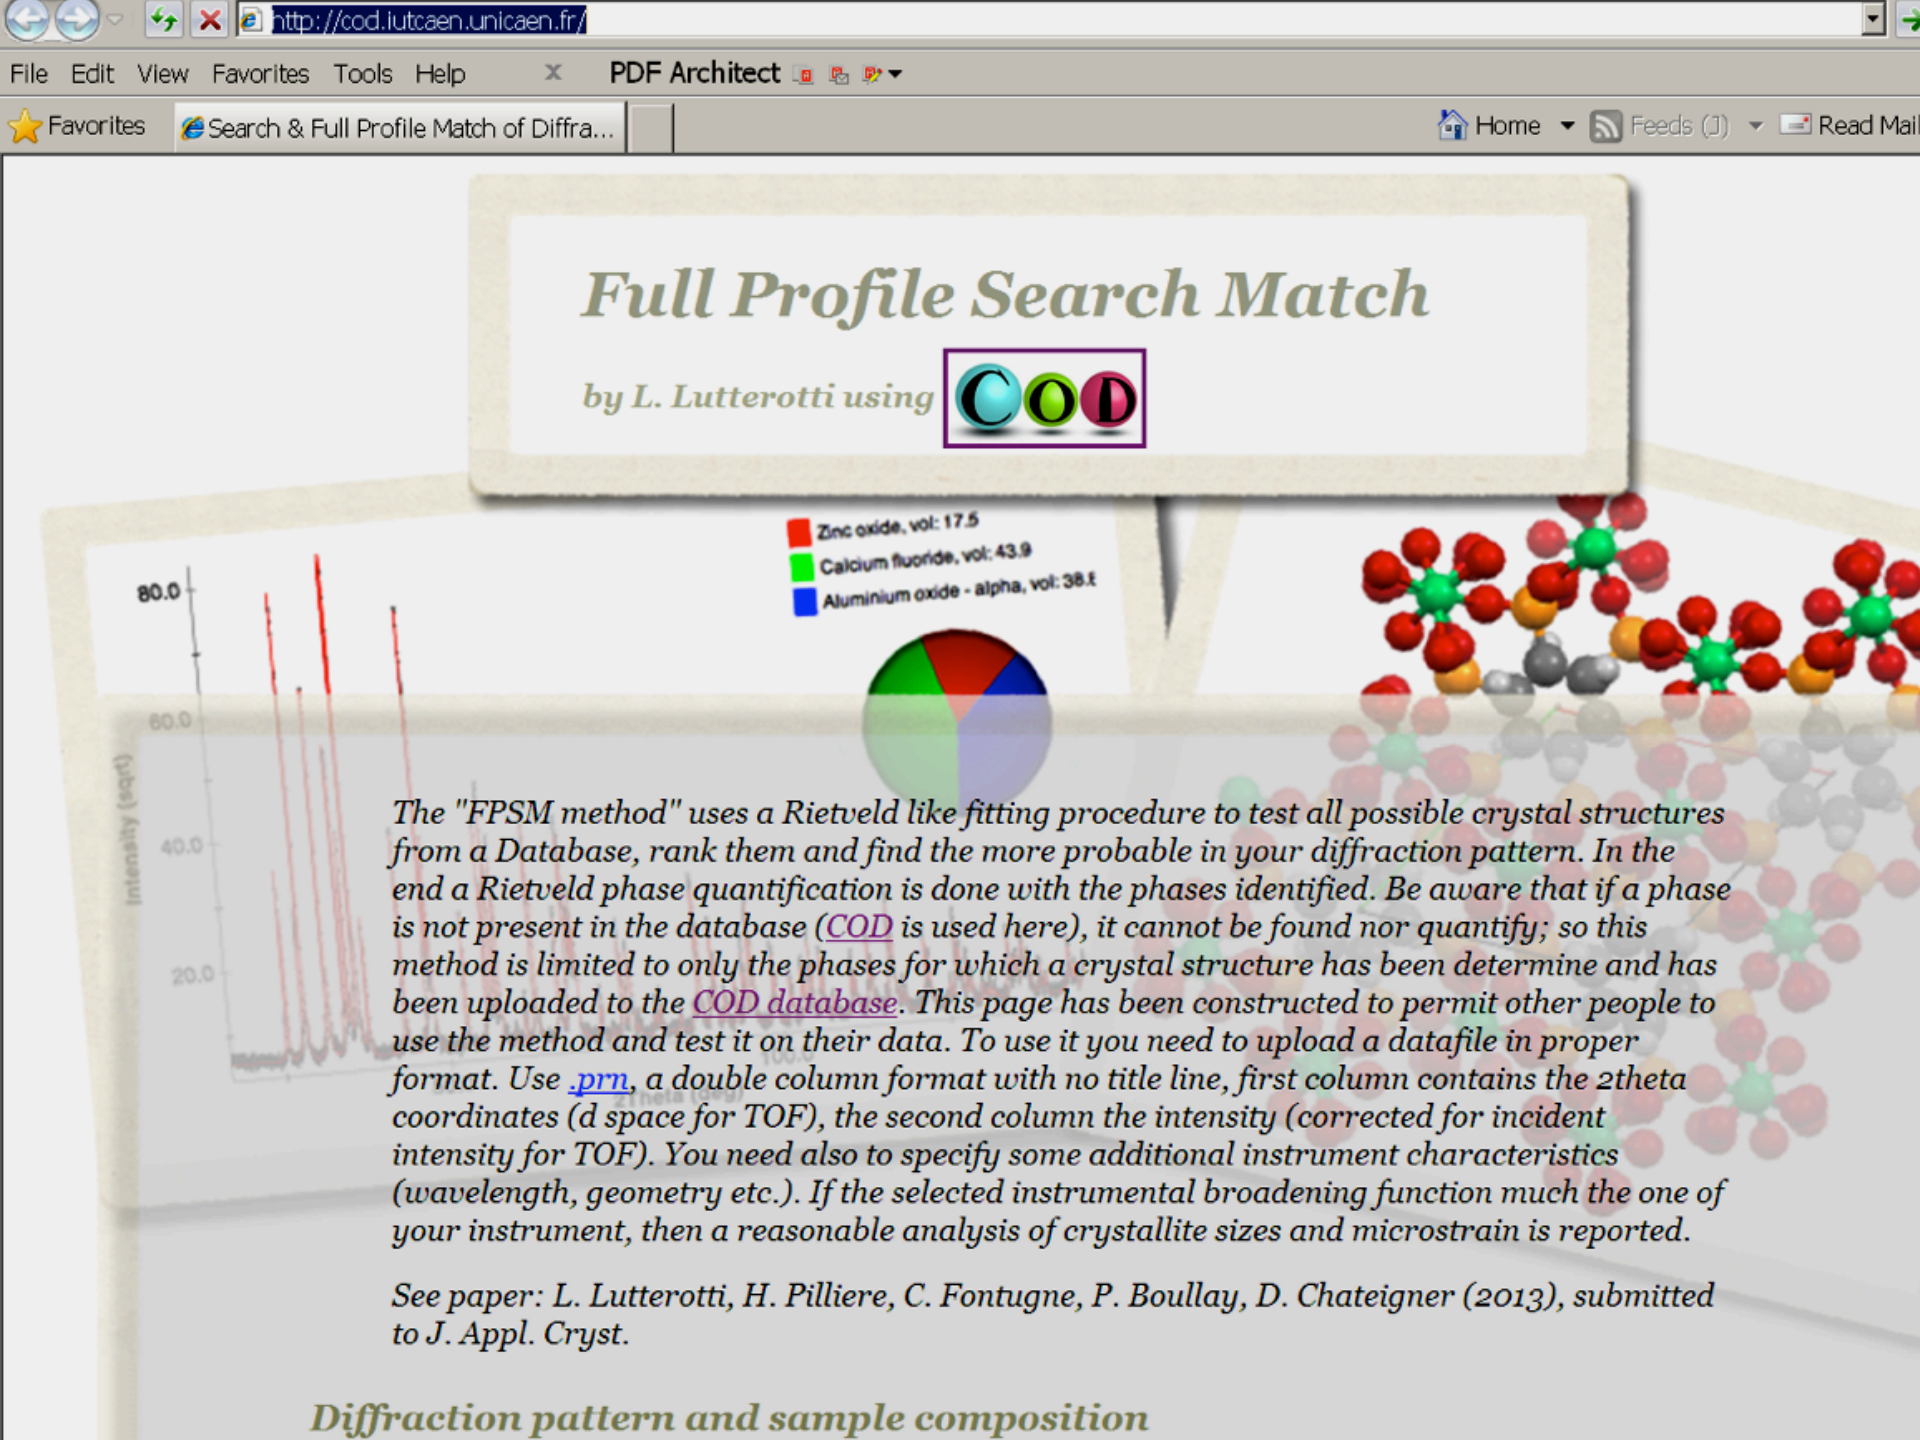 http://cod.iutcaen.unicaen.fr/
File Edit View Favorites Tools Help x PDF Architect
Favorites Search & Full Profile Match of Diffra... Home Feeds (J) Read Mail
Full Profile Search Match
by L. Lutterotti using COD
Zinc oxide, vol: 17.5
Calcium fluoride, vol: 43.9
Aluminium oxide - alpha, vol: 38.
80.0
60.0
40.0
20.0
Intensity (sqrt)
100.0
2Theta (deg)
The "FPSM method" uses a Rietveld like fitting procedure to test all possible crystal structures
from a Database, rank them and find the more probable in your diffraction pattern. In the
end a Rietveld phase quantification is done with the phases identified. Be aware that if a phase
is not present in the database (COD is used here), it cannot be found nor quantify; so this
method is limited to only the phases for which a crystal structure has been determine and has
been uploaded to the COD database. This page has been constructed to permit other people to
use the method and test it on their data. To use it you need to upload a datafile in proper
format. Use .prn, a double column format with no title line, first column contains the 2theta
coordinates (d space for TOF), the second column the intensity (corrected for incident
intensity for TOF). You need also to specify some additional instrument characteristics
(wavelength, geometry etc.). If the selected instrumental broadening function much the one of
your instrument, then a reasonable analysis of crystallite sizes and microstrain is reported.
See paper: L. Lutterotti, H. Pilliere, C. Fontugne, P. Boullay, D. Chateigner (2013), submitted
to J. Appl. Cryst.
Diffraction pattern and sample composition